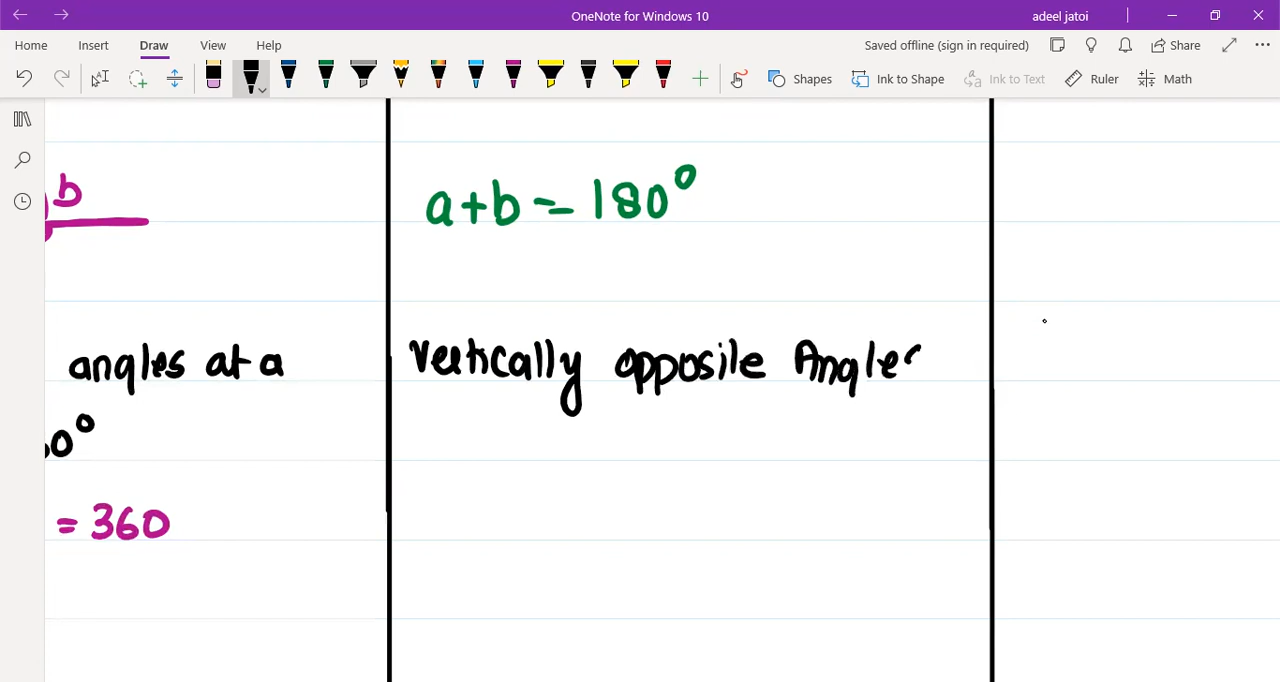 OneNote for Windows 10
adeel jatoi
Home Insert Draw View Help
Saved offline (sign in required) Share
Shapes Ink to Shape Ink to Text Ruler Math
b
a+b = 180°
angles at a
Vertically opposite Angles
0°
= 360